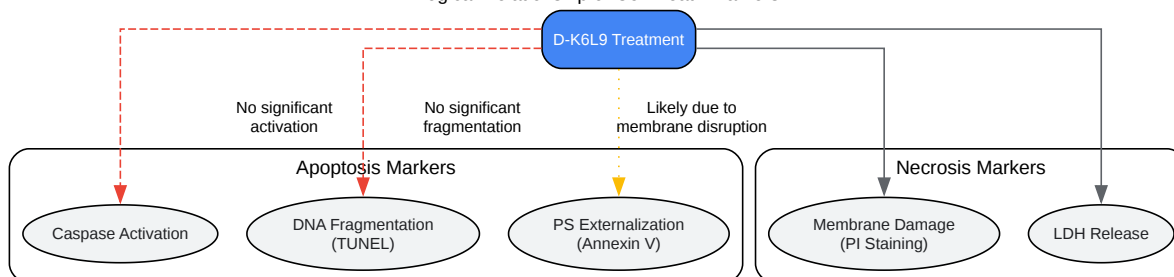 D-K6L9 Treatment
No significant
activation
No significant
fragmentation
Likely due to
membrane disruption
Apoptosis Markers
Necrosis Markers
Caspase Activation
DNA Fragmentation
(TUNEL)
PS Externalization
(Annexin V)
Membrane Damage
(PI Staining)
LDH Release